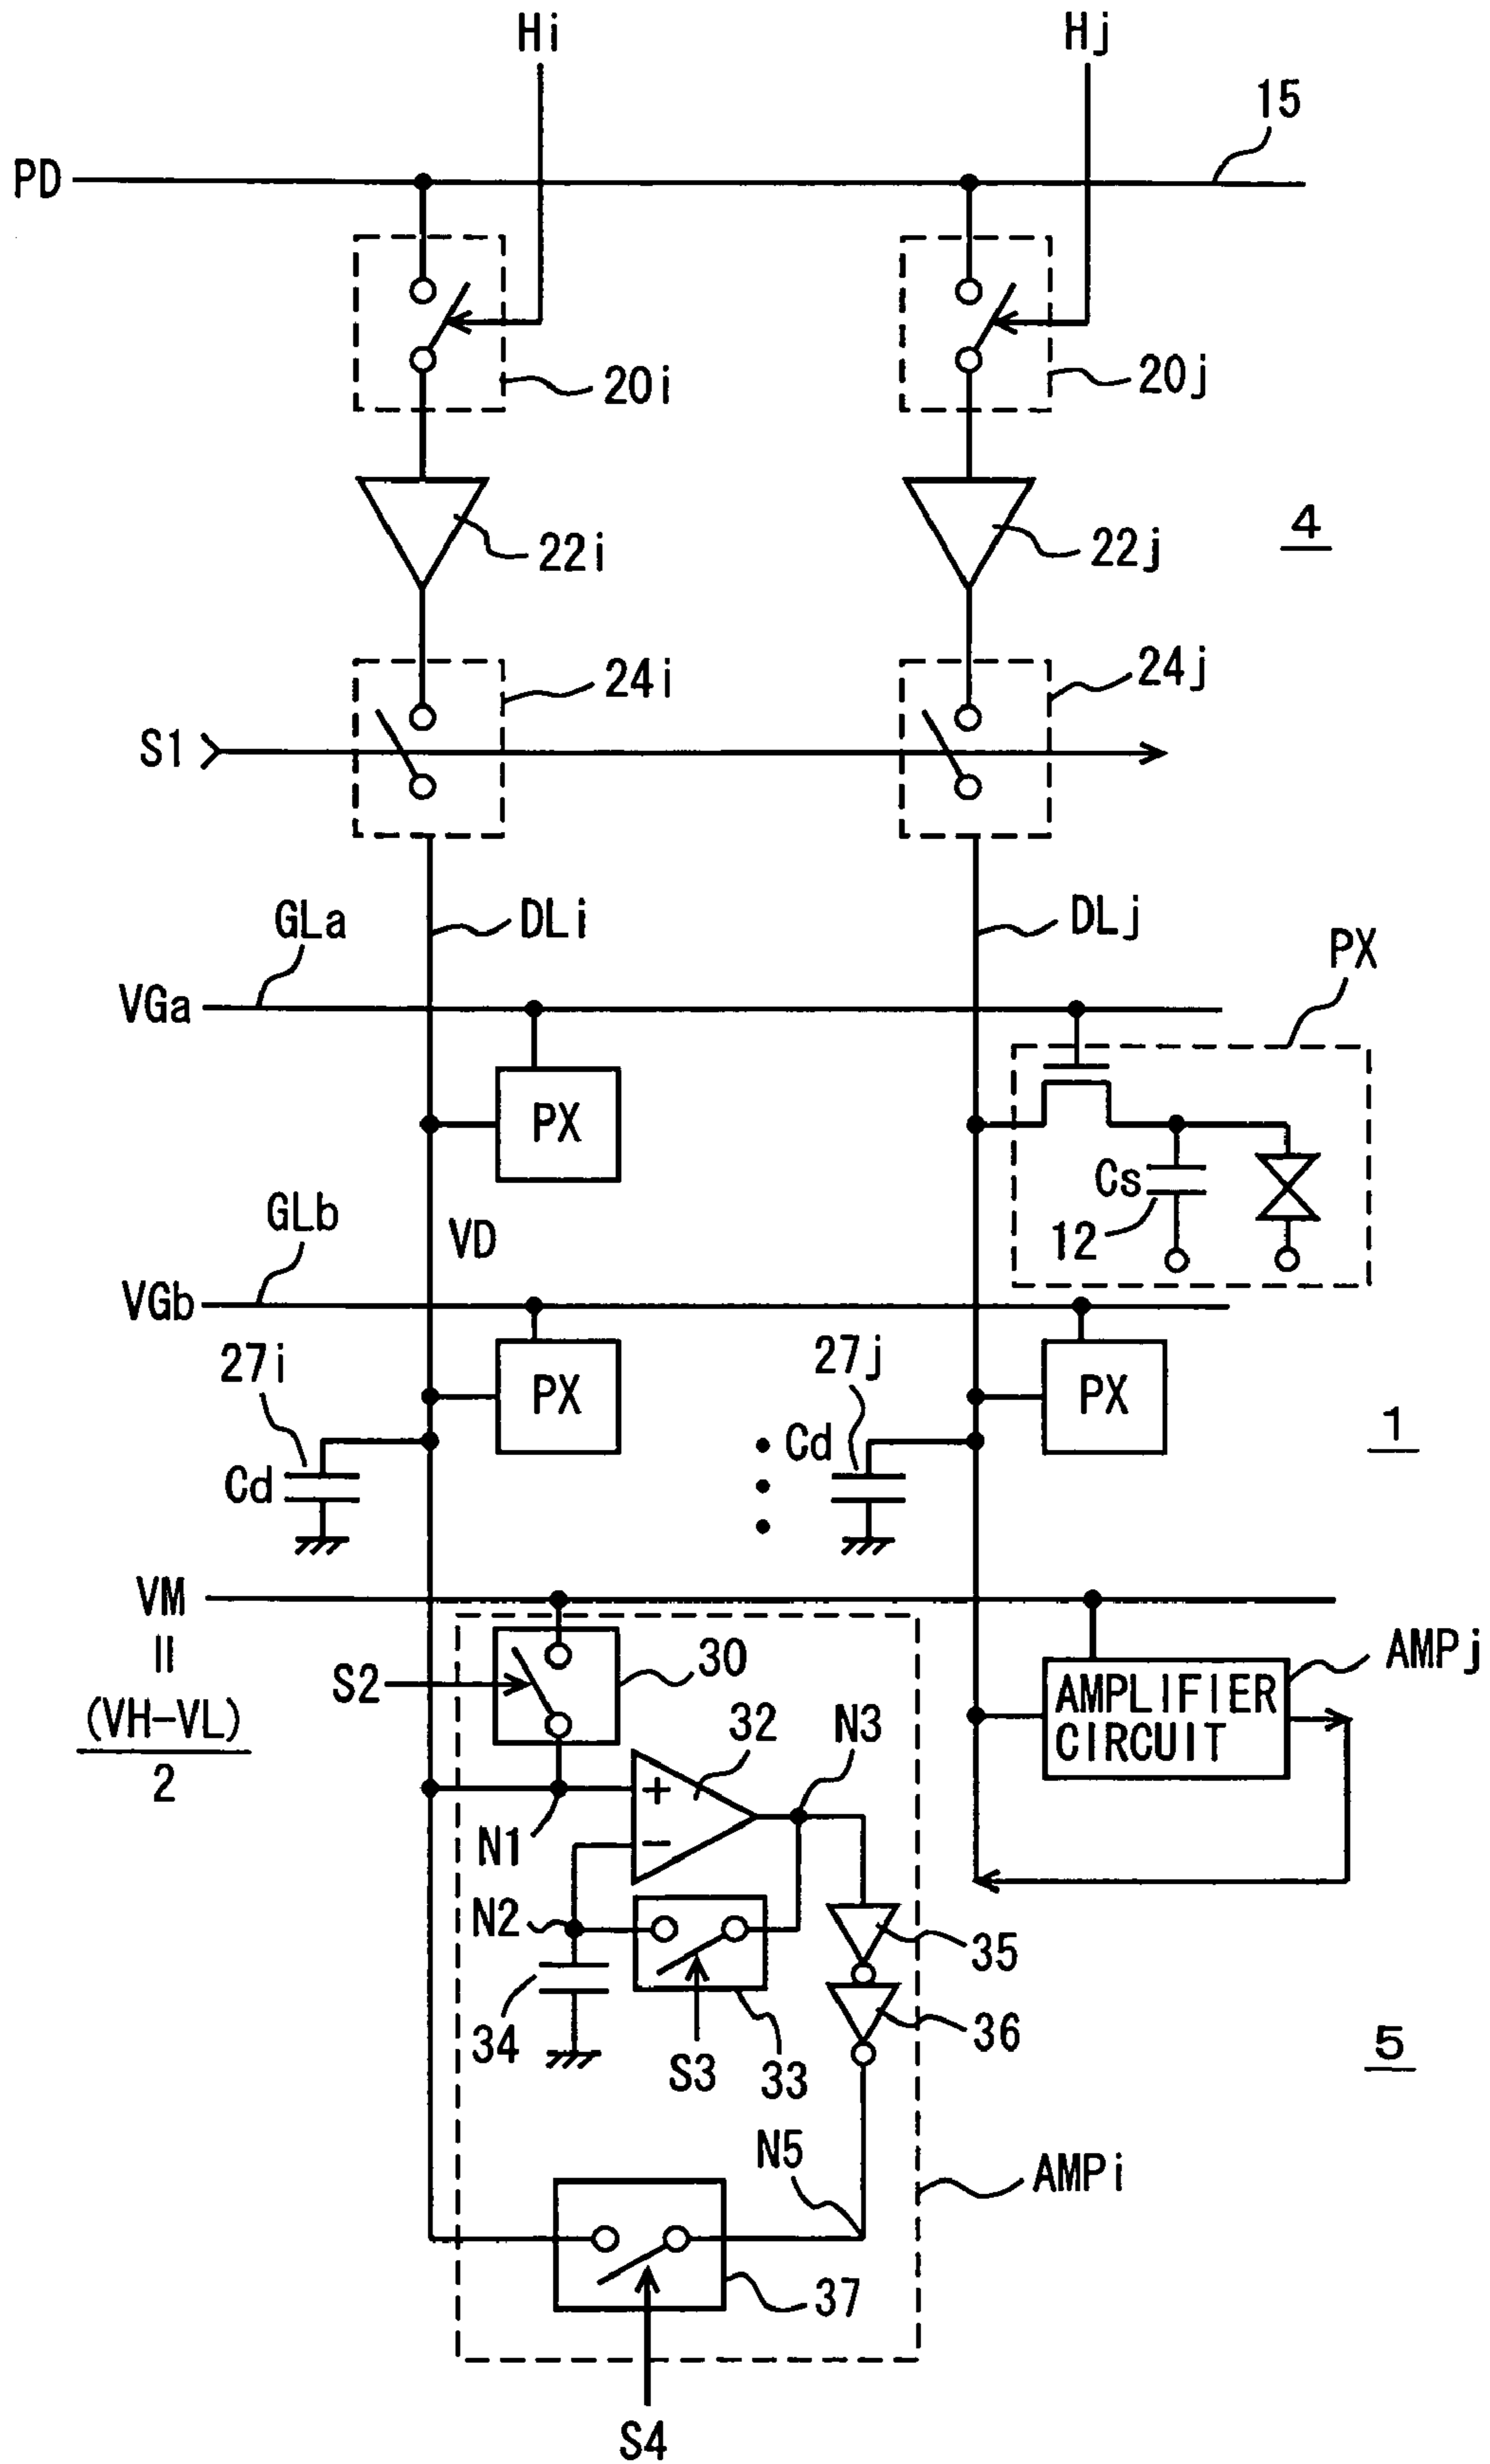 Hi
Hj
15
PD
20i
20j
22i
22j
4
24i
24j
S1
GLa
DLi
DLj
PX
VGa
PX
Cs
12
GLb
VD
VGb
27i
27j
PX
PX
Cd
Cd
1
VM
=
(VH-VL)
2
S2
30
32
N3
AMPj
AMPLIFIER
CIRCUIT
+
N1
−
N2
35
34
S3
33
36
5
N5
AMPi
37
S4